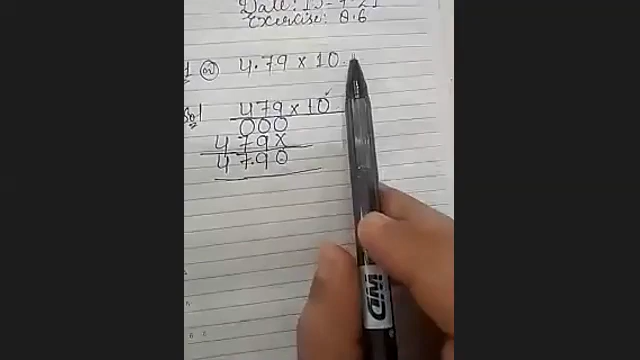 Exercise: 8.6
4.79 x 10.
Sol 479 x 10
000
479x
47.90